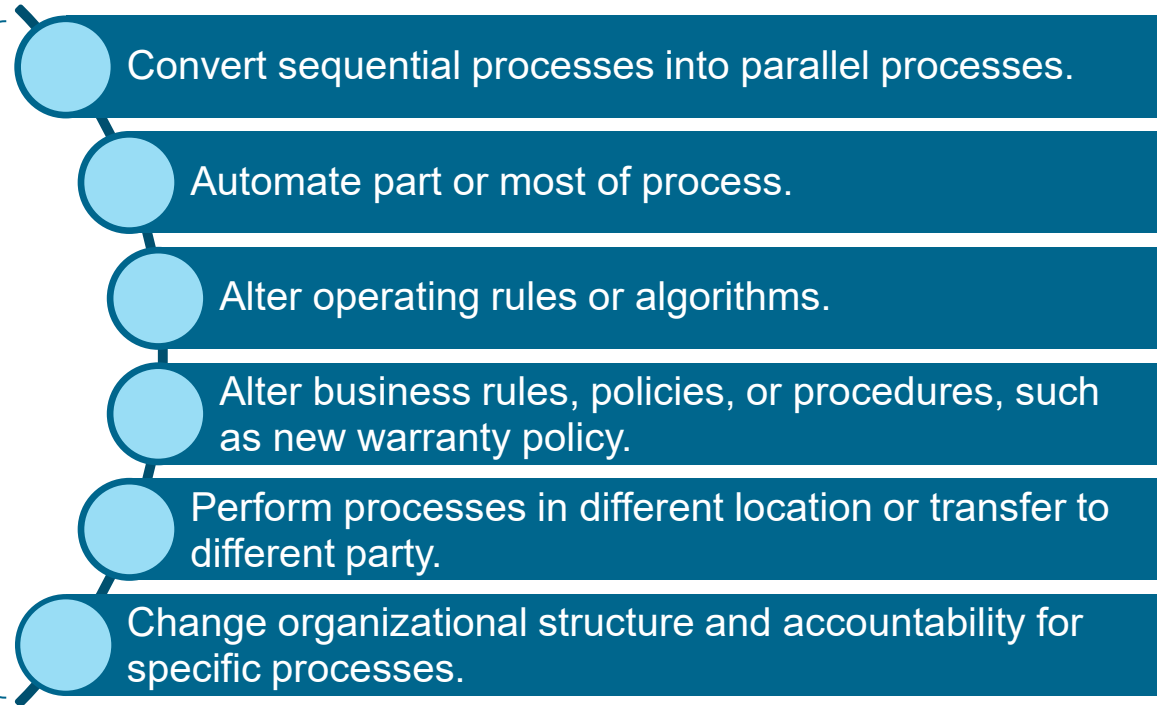 Convert sequential processes into parallel processes.
Automate part or most of process.
Alter operating rules or algorithms.
Alter business rules, policies, or procedures, such
as new warranty policy.
Perform processes in different location or transfer to
different party.
Change organizational structure and accountability for
specific processes.